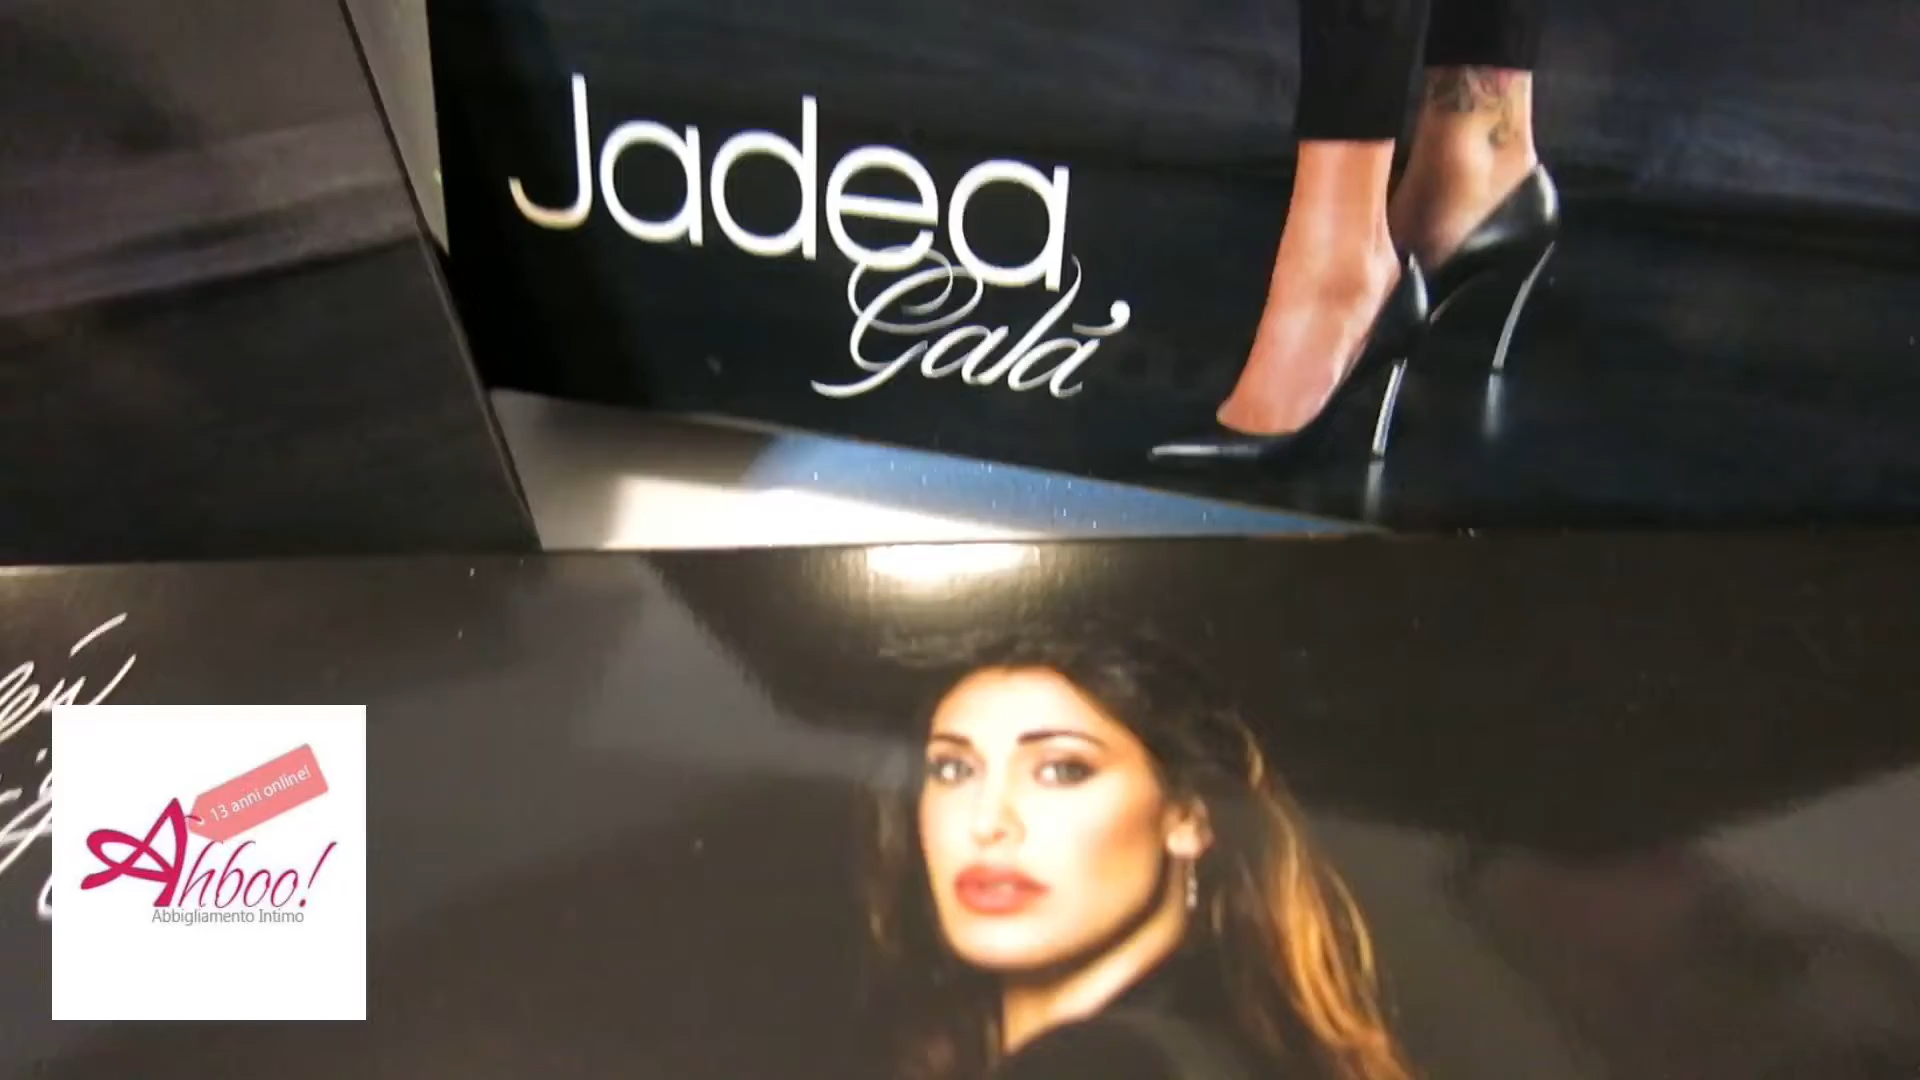 Jadea
Galà
13 anni online!
Ahboo!
Abbigliamento Intimo